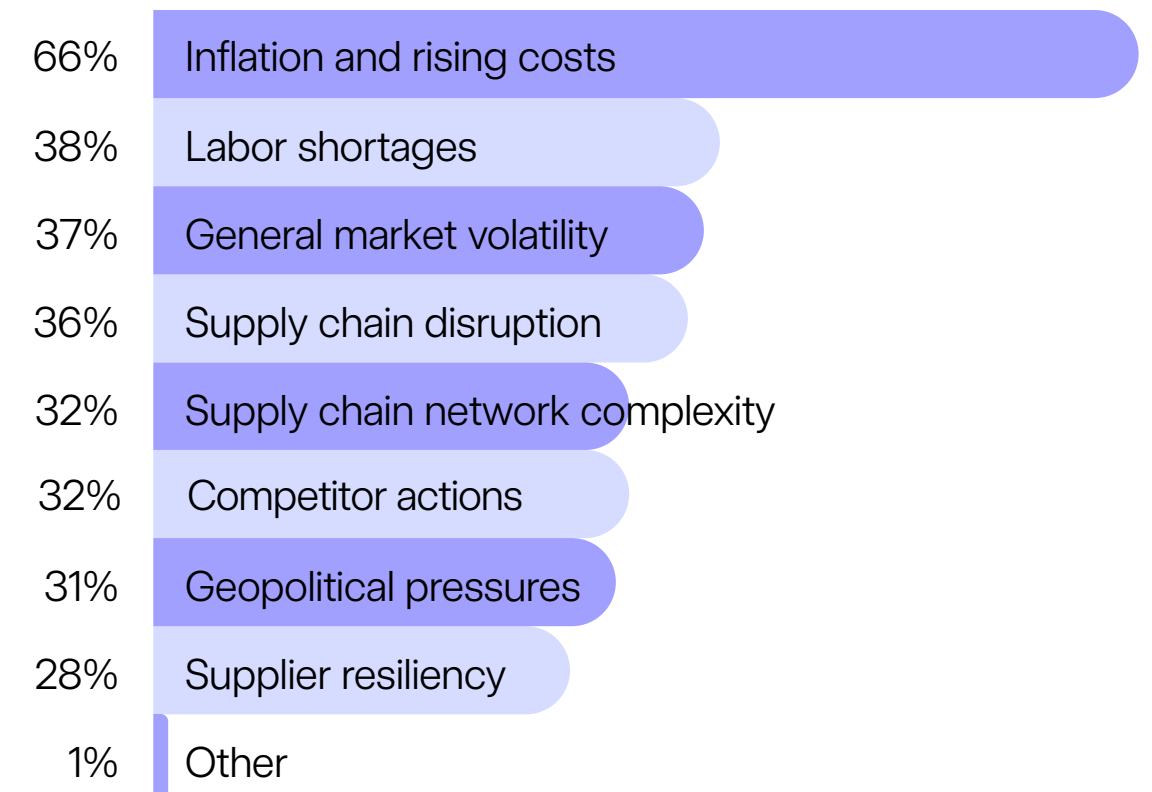 66% Inflation and rising costs
38% Labor shortages
37% General market volatility
36% Supply chain disruption
32% Supply chain network complexity
32% Competitor actions
31% Geopolitical pressures
28% Supplier resiliency
1% Other